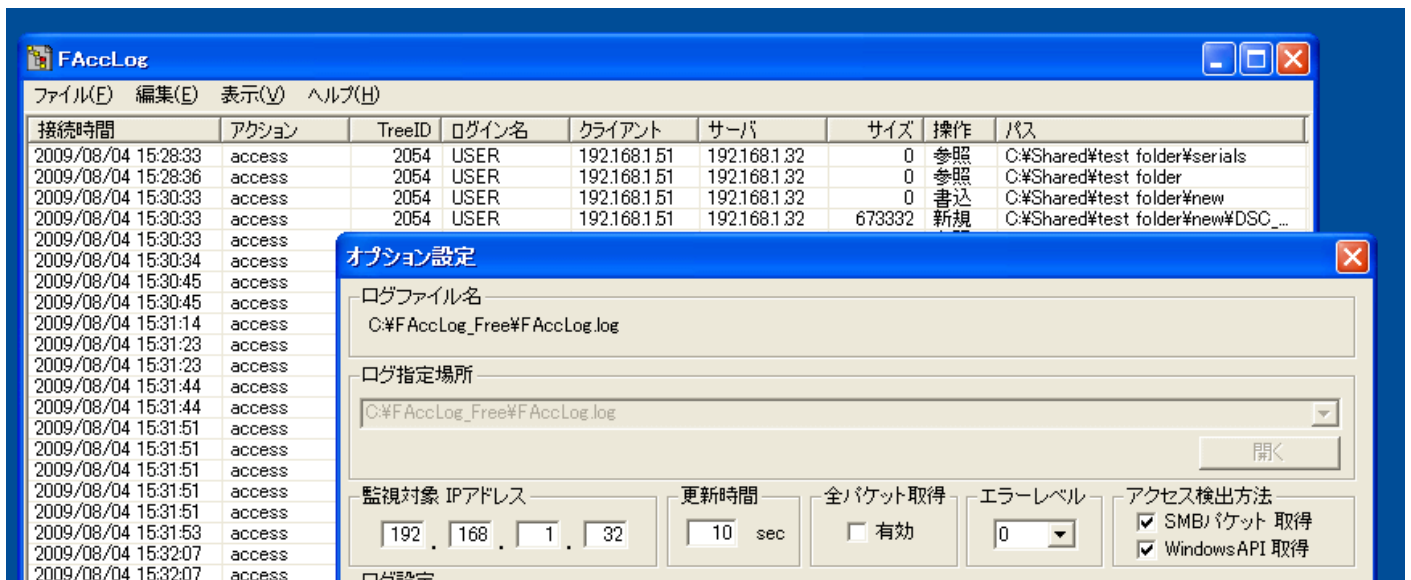 FAccLog
ファイル(F) 編集(E) 表示(V) ヘルプ(H)
接続時間 アクション TreeID ログイン名 クライアント サーバ サイズ 操作 パス
2009/08/04 15:28:33 access 2054 USER 192.168.1.51 192.168.1.32 0 参照 C:¥Shared¥test folder¥serials
2009/08/04 15:28:36 access 2054 USER 192.168.1.51 192.168.1.32 0 参照 C:¥Shared¥test folder
2009/08/04 15:30:33 access 2054 USER 192.168.1.51 192.168.1.32 0 書込 C:¥Shared¥test folder¥new
2009/08/04 15:30:33 access 2054 USER 192.168.1.51 192.168.1.32 673332 新規 C:¥Shared¥test folder¥new¥DSC_...
2009/08/04 15:30:33 access
2009/08/04 15:30:34 access
2009/08/04 15:30:45 access
2009/08/04 15:30:45 access
2009/08/04 15:31:14 access
2009/08/04 15:31:23 access
2009/08/04 15:31:23 access
2009/08/04 15:31:44 access
2009/08/04 15:31:44 access
2009/08/04 15:31:51 access
2009/08/04 15:31:51 access
2009/08/04 15:31:51 access
2009/08/04 15:31:51 access
2009/08/04 15:31:51 access
2009/08/04 15:31:53 access
2009/08/04 15:32:07 access
2009/08/04 15:32:07 access
オプション設定
ログファイル名
C:¥FAccLog_Free¥FAccLog.log
ログ指定場所
C:¥FAccLog_Free¥FAccLog.log
開く
監視対象 IPアドレス 更新時間 全パケット取得 エラーレベル アクセス検出方法
192 . 168 . 1 . 32 10 sec 有効 0 SMBパケット 取得
WindowsAPI 取得
ログ設定